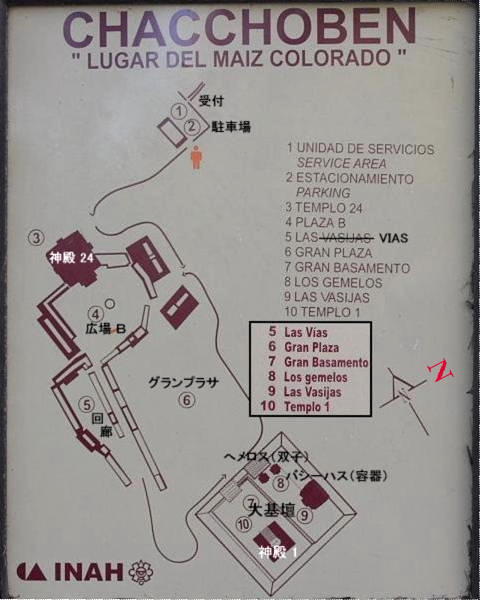 CHACCHOBEN
" LUGAR DEL MAIZ COLORADO "
① 受付
② 駐車場
1 UNIDAD DE SERVICIOS
SERVICE AREA
2 ESTACIONAMIENTO
PARKING
3 TEMPLO 24
4 PLAZA B
5 LAS VASIJAS VIAS
6 GRAN PLAZA
7 GRAN BASAMENTO
8 LOS GEMELOS
9 LAS VASIJAS
10 TEMPLO 1
③
神殿 24
④
広場 B
5 Las Vías
6 Gran Plaza
7 Gran Basamento
8 Los gemelos
9 Las Vasijas
10 Templo 1
N
グランプラサ
⑥
⑤
回
廊
ヘメロス(双子)
⑧
バシーハス(容器)
⑦
大基壇
⑩
⑨
神殿 1
INAH